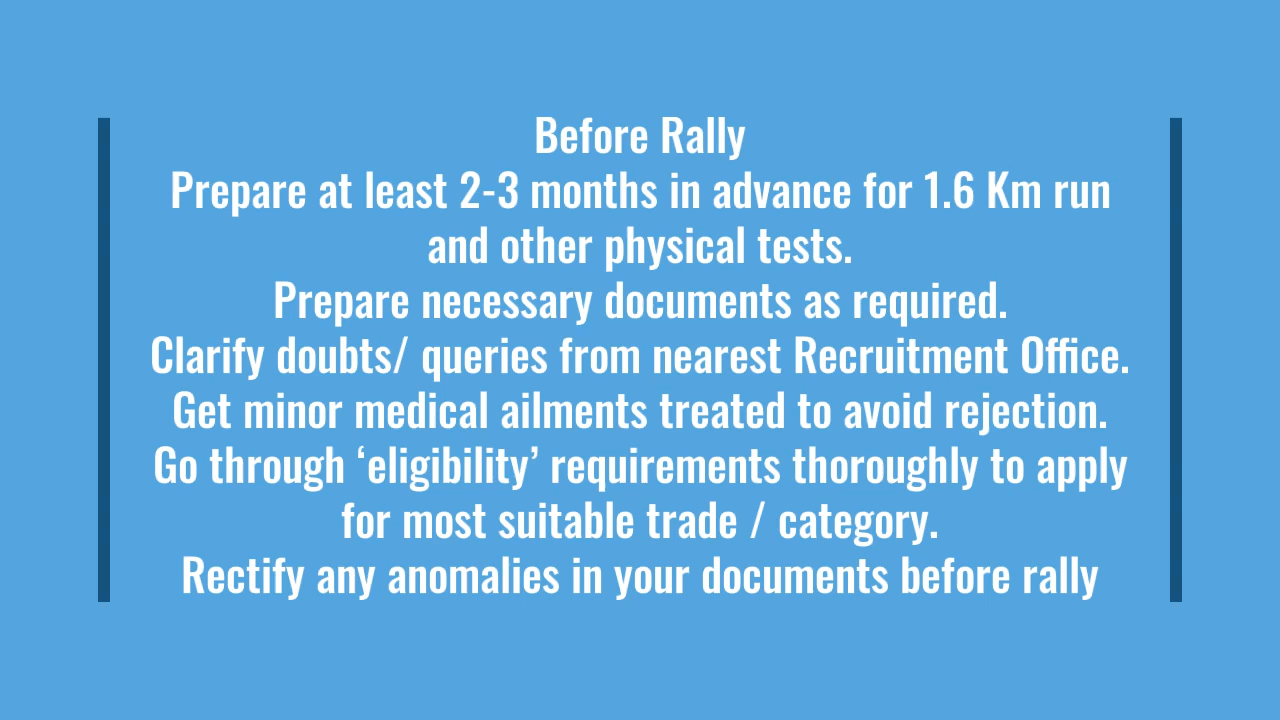 Before Rally
Prepare at least 2-3 months in advance for 1.6 Km run
and other physical tests.
Prepare necessary documents as required.
Clarify doubts/ queries from nearest Recruitment Office.
Get minor medical ailments treated to avoid rejection.
Go through ‘eligibility’ requirements thoroughly to apply
for most suitable trade / category.
Rectify any anomalies in your documents before rally